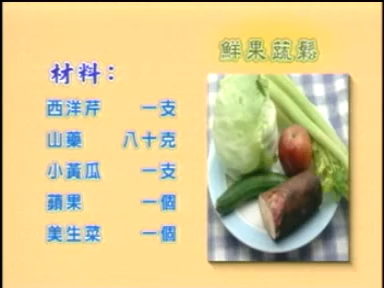 鮮果蔬鬆
材料：
西洋芹 一支
山藥 八十克
小黃瓜 一支
蘋果 一個
美生菜 一個